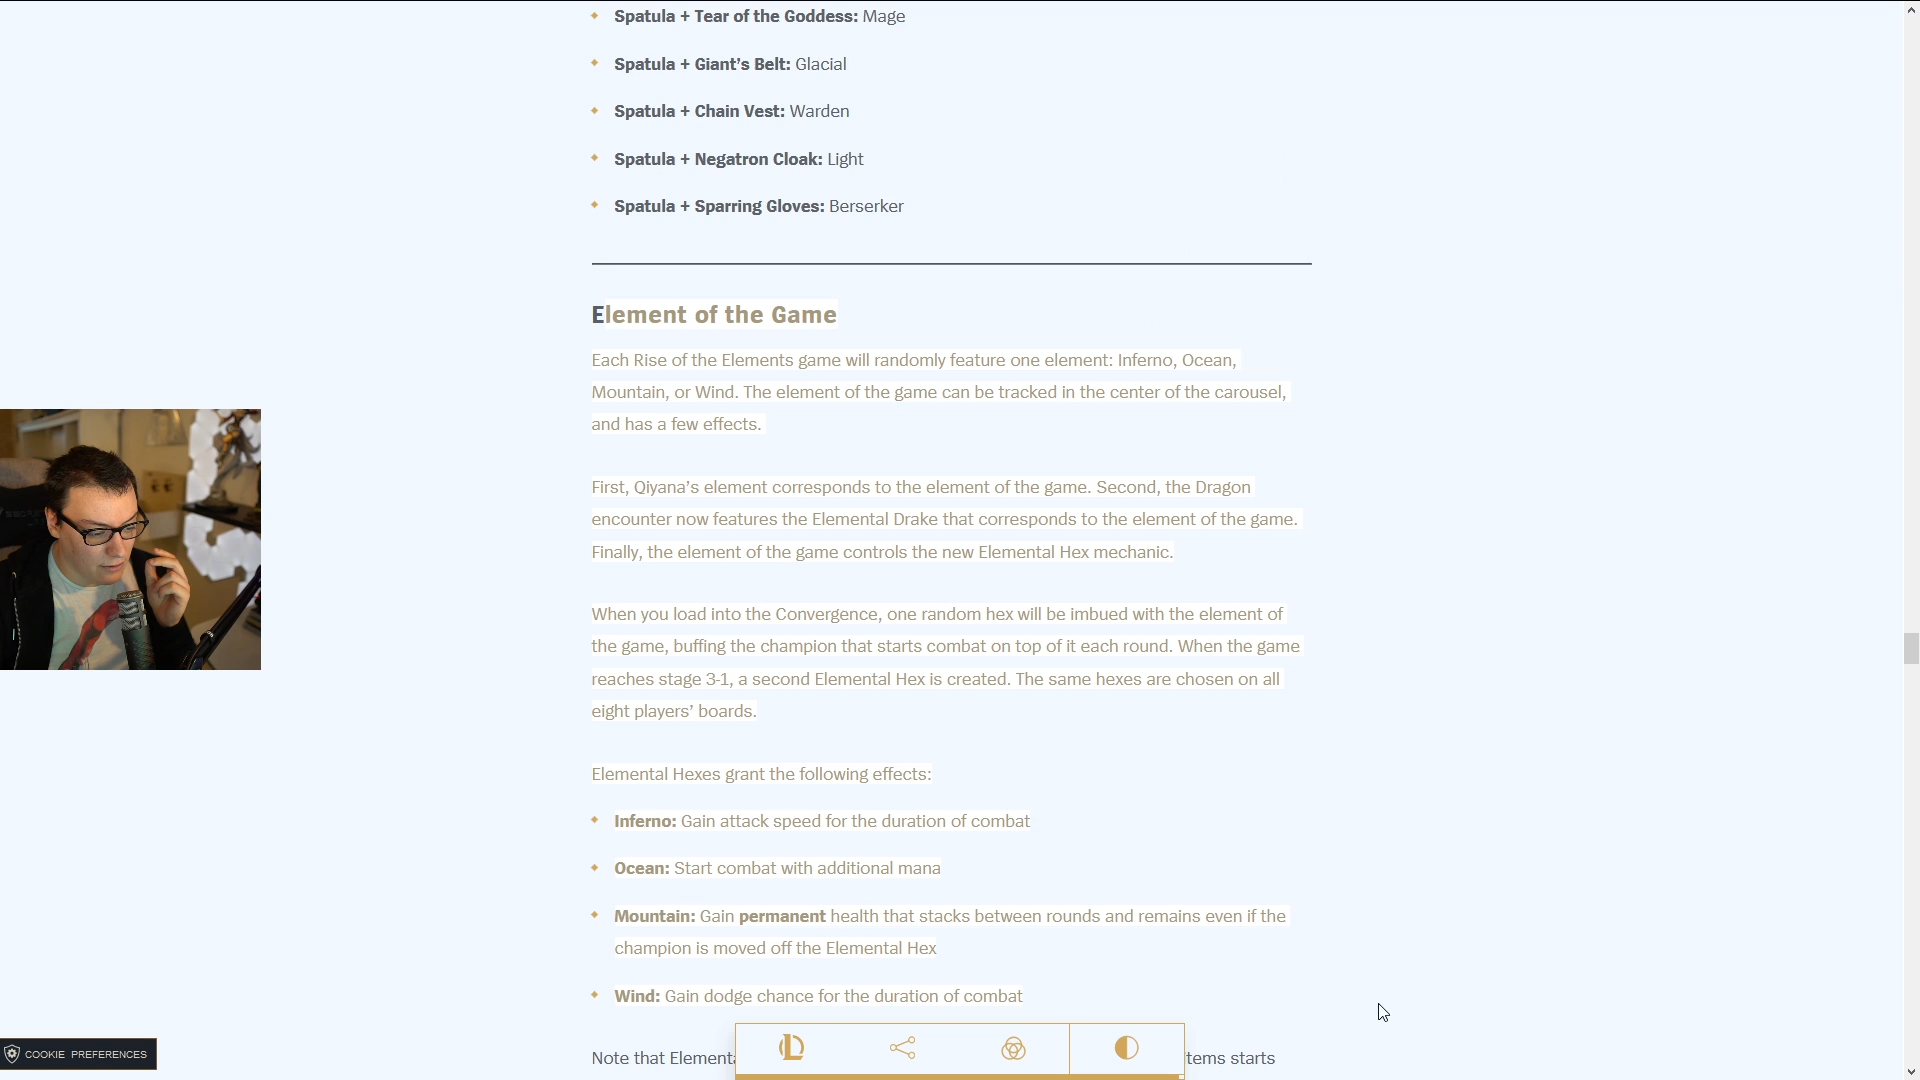 Spatula + Tear of the Goddess: Mage
Spatula + Giant’s Belt: Glacial
Spatula + Chain Vest: Warden
Spatula + Negatron Cloak: Light
Spatula + Sparring Gloves: Berserker
Element of the Game
Each Rise of the Elements game will randomly feature one element: Inferno, Ocean,
Mountain, or Wind. The element of the game can be tracked in the center of the carousel,
and has a few effects.
First, Qiyana’s element corresponds to the element of the game. Second, the Dragon
encounter now features the Elemental Drake that corresponds to the element of the game.
Finally, the element of the game controls the new Elemental Hex mechanic.
When you load into the Convergence, one random hex will be imbued with the element of
the game, buffing the champion that starts combat on top of it each round. When the game
reaches stage 3-1, a second Elemental Hex is created. The same hexes are chosen on all
eight players’ boards.
Elemental Hexes grant the following effects:
Inferno: Gain attack speed for the duration of combat
Ocean: Start combat with additional mana
Mountain: Gain permanent health that stacks between rounds and remains even if the
champion is moved off the Elemental Hex
Wind: Gain dodge chance for the duration of combat
COOKIE PREFERENCES
Note that Elementa tems starts